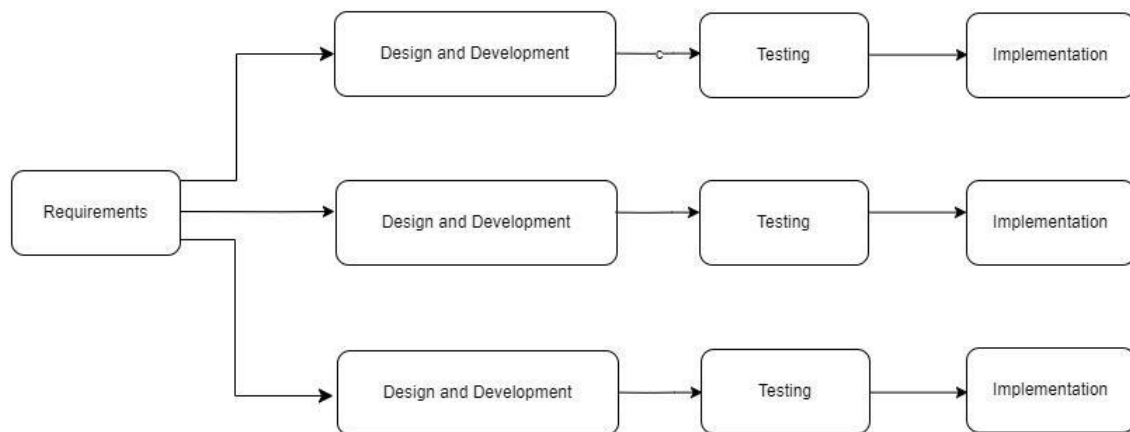 Design and Development
c
Testing
Implementation
Requirements
Design and Development
Testing
Implementation
Design and Development
Testing
Implementation